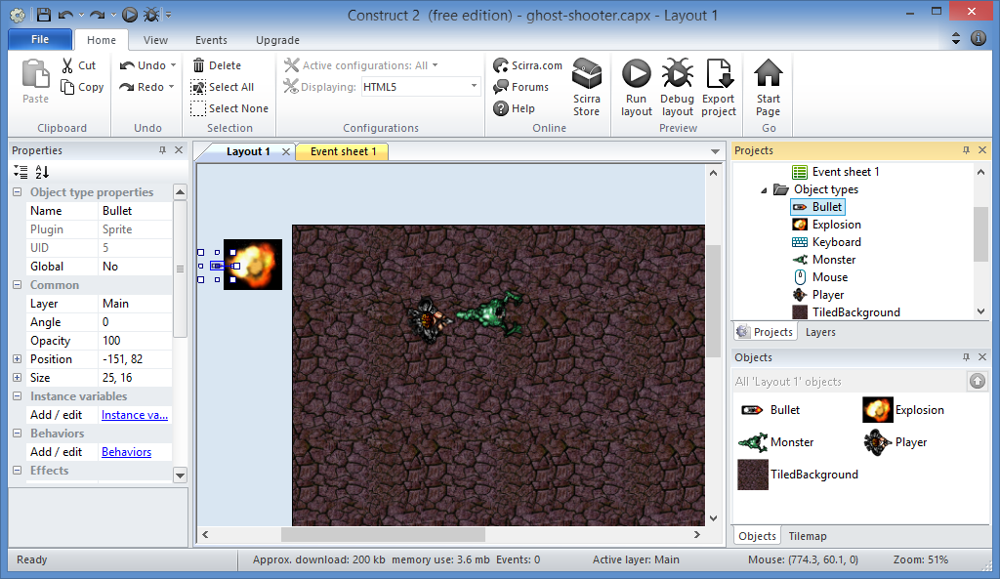 Construct 2 (free edition) - ghost-shooter.capx - Layout 1
File Home View Events Upgrade
Paste
Cut
Copy
Clipboard
Undo
Redo
Undo
Delete
Select All
Select None
Selection
Active configurations: All
Displaying: HTML5
Configurations
Scirra.com
Forums
Help
Scirra
Store
Online
Run
layout
Debug
layout
Export
project
Preview
Start
Page
Go
Properties
Object type properties
Name Bullet
Plugin Sprite
UID 5
Global No
Common
Layer Main
Angle 0
Opacity 100
Position -151, 82
Size 25, 16
Instance variables
Add / edit Instance va...
Behaviors
Add / edit Behaviors
Effects
Layout 1 Event sheet 1
Projects
Event sheet 1
Object types
Bullet
Explosion
Keyboard
Monster
Mouse
Player
TiledBackground
Projects Layers
Objects
All 'Layout 1' objects
Bullet Explosion
Monster Player
TiledBackground
Objects Tilemap
Ready Approx. download: 200 kb memory use: 3.6 mb Events: 0 Active layer: Main Mouse: (774.3, 60.1, 0) Zoom: 51%